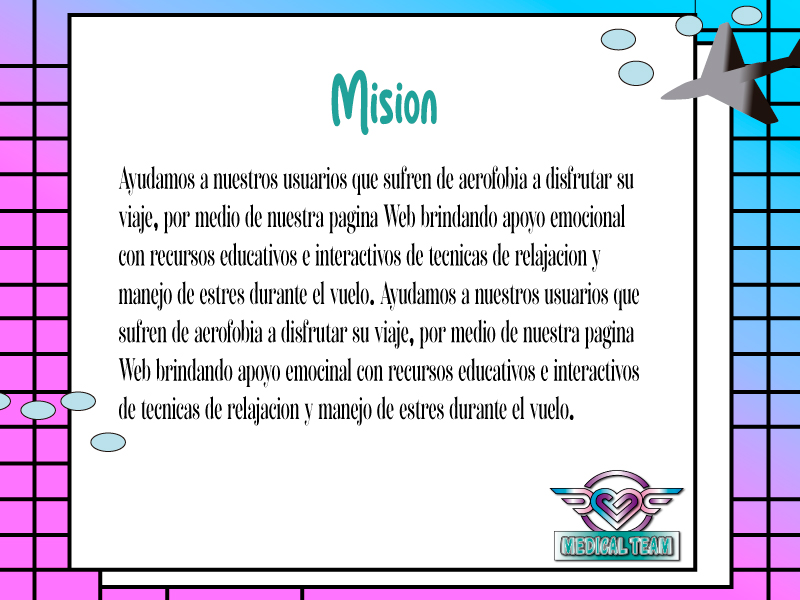 Mision
Ayudamos a nuestros usuarios que sufren de aerofobia a disfrutar su
viaje, por medio de nuestra pagina Web brindando apoyo emocional
con recursos educativos e interactivos de tecnicas de relajacion y
manejo de estres durante el vuelo. Ayudamos a nuestros usuarios que
sufren de aerofobia a disfrutar su viaje, por medio de nuestra pagina
Web brindando apoyo emocinal con recursos educativos e interactivos
de tecnicas de relajacion y manejo de estres durante el vuelo.
MEDICAL TEAM